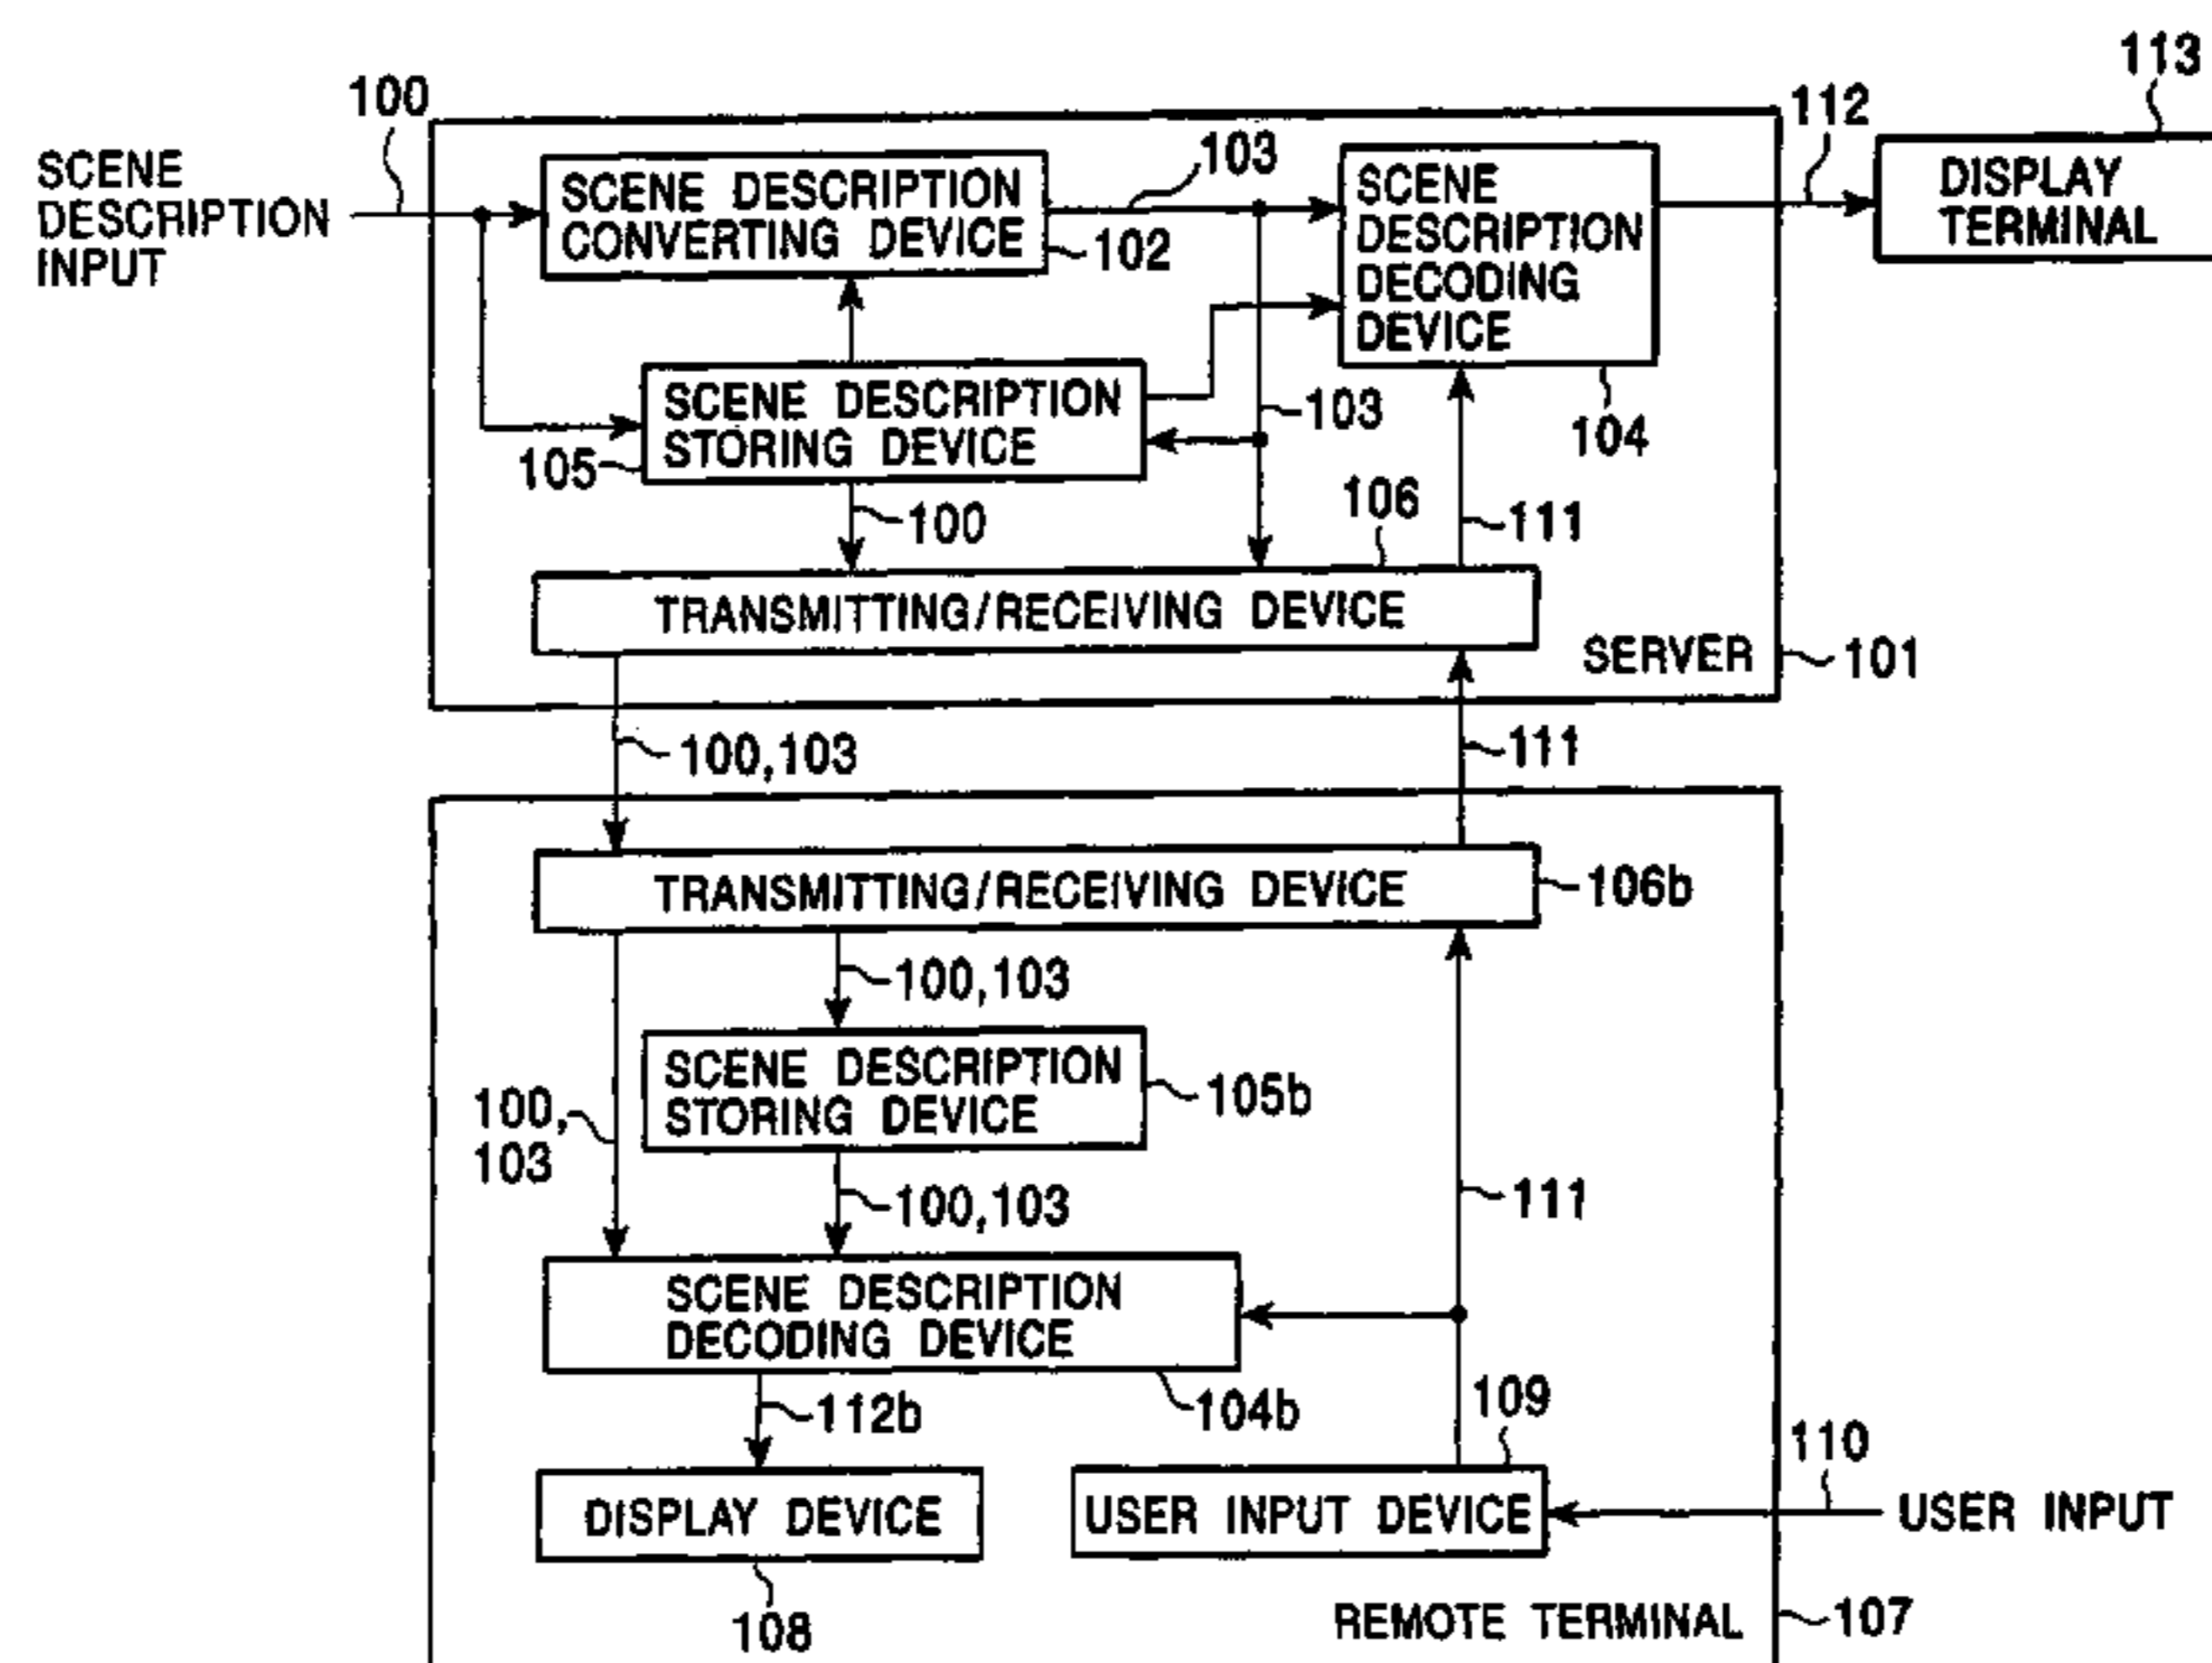 113
100
112
SCENE
DESCRIPTION
INPUT
SCENE DESCRIPTION
CONVERTING DEVICE
102
103
SCENE
DESCRIPTION
DECODING
DEVICE
DISPLAY
TERMINAL
SCENE DESCRIPTION
STORING DEVICE
105
103
104
100
106
111
TRANSMITTING/RECEIVING DEVICE
SERVER
101
100,103
111
TRANSMITTING/RECEIVING DEVICE
106b
100,103
SCENE DESCRIPTION
STORING DEVICE
105b
100,
103
100,103
111
SCENE DESCRIPTION
DECODING DEVICE
112b
104b
109
110
DISPLAY DEVICE
USER INPUT DEVICE
USER INPUT
108
REMOTE TERMINAL
107